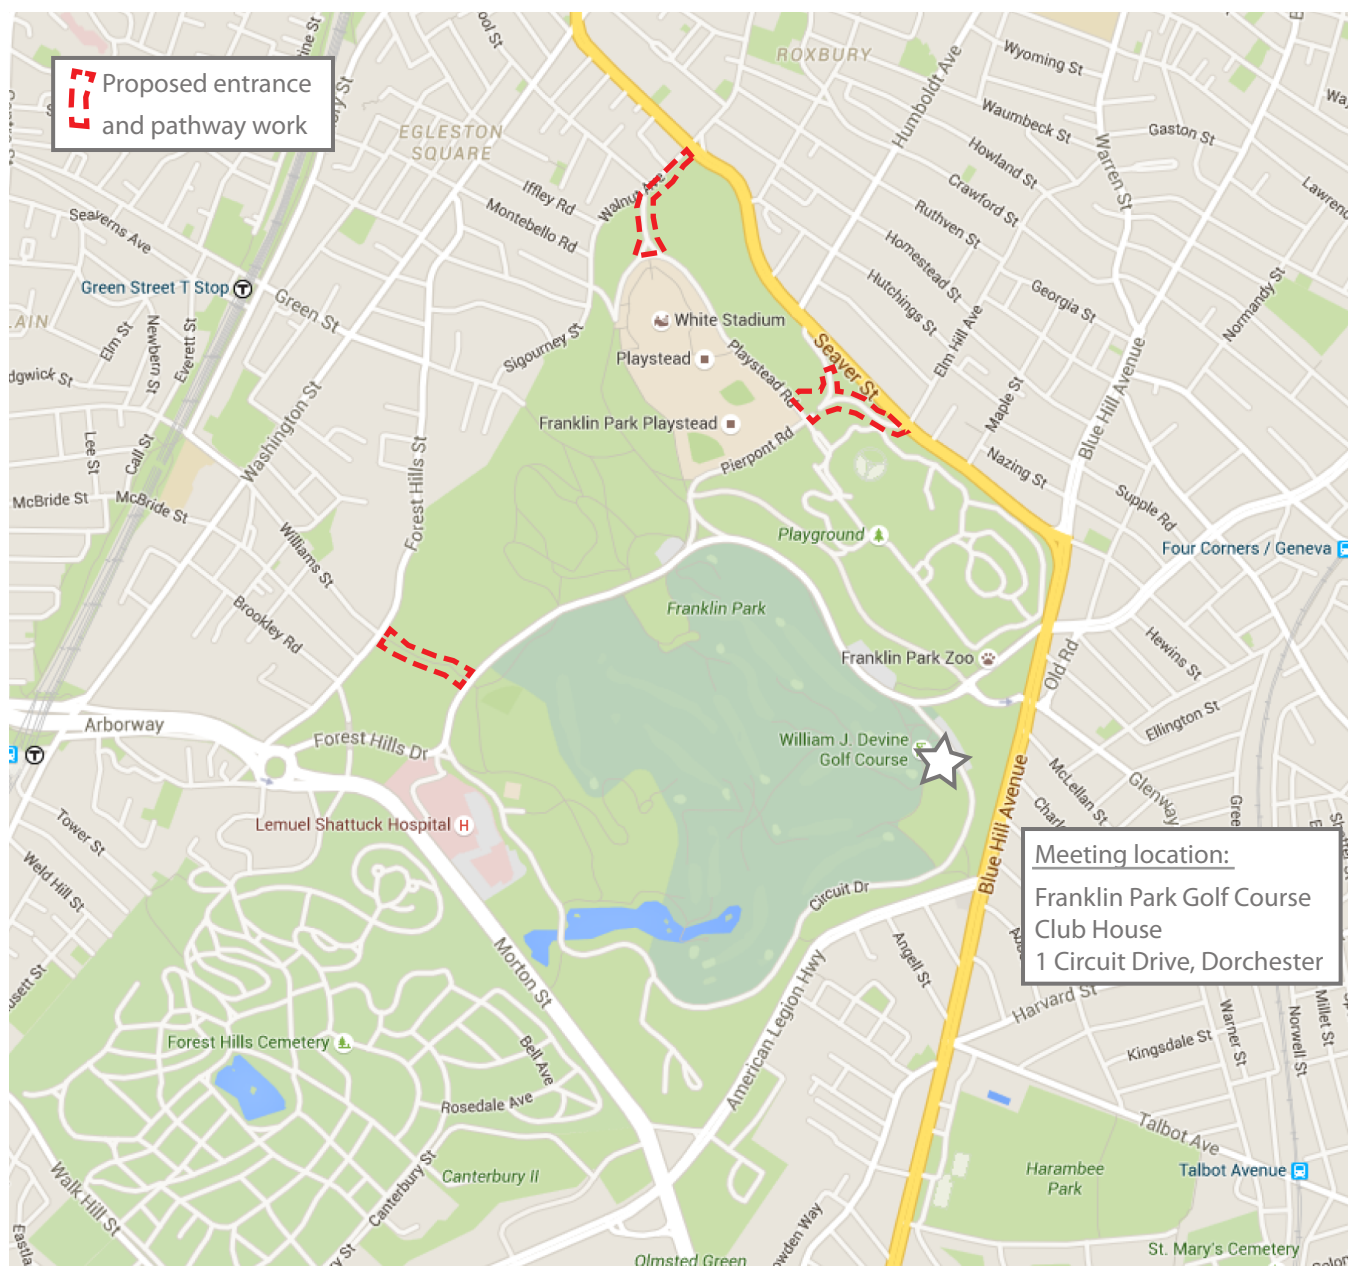 Proposed entrance
and pathway work
ROXBURY
EGLESTON
SQUARE
Wyoming St
Humboldt Ave
Waumbeck St
Warren St
Gaston St
Howland St
Crawford St
Ruthven St
Homestead St
Hutchings St
Georgia St
Elm Hill Ave
Normandy St
Iffley Rd
Walnut Ave
Montebello Rd
Seaverns Ave
Green Street T Stop
T
Green St
Elm St
Newbern St
Everett St
Sigourney St
White Stadium
Playstead
Playstead Rd
Seaver St
Franklin Park Playstead
Pierpont Rd
Maple St
Blue Hill Avenue
Nazing St
Supple Rd
Four Corners / Geneva
Washington St
Forest Hills St
Lee St
Call St
McBride St
McBride St
Williams St
Brookley Rd
Playground
Franklin Park
Franklin Park Zoo
Old Rd
Hewins St
Ellington St
Arborway
T
Forest Hills Dr
William J. Devine
Golf Course
McLellan St
Glenway
Lemuel Shattuck Hospital
H
Tower St
Weld Hill St
Blue Hill Avenue
Meeting location:
Franklin Park Golf Course
Club House
1 Circuit Drive, Dorchester
Circuit Dr
Angell St
American Legion Hwy
Morton St
Harvard St
Kingsdale St
Warner St
Norwell St
Millet St
Forest Hills Cemetery
Bell Ave
Rosedale Ave
Canterbury St
Canterbury II
Walk Hill St
Talbot Ave
Talbot Avenue
Harambee
Park
St. Mary's Cemetery
Olmsted Green